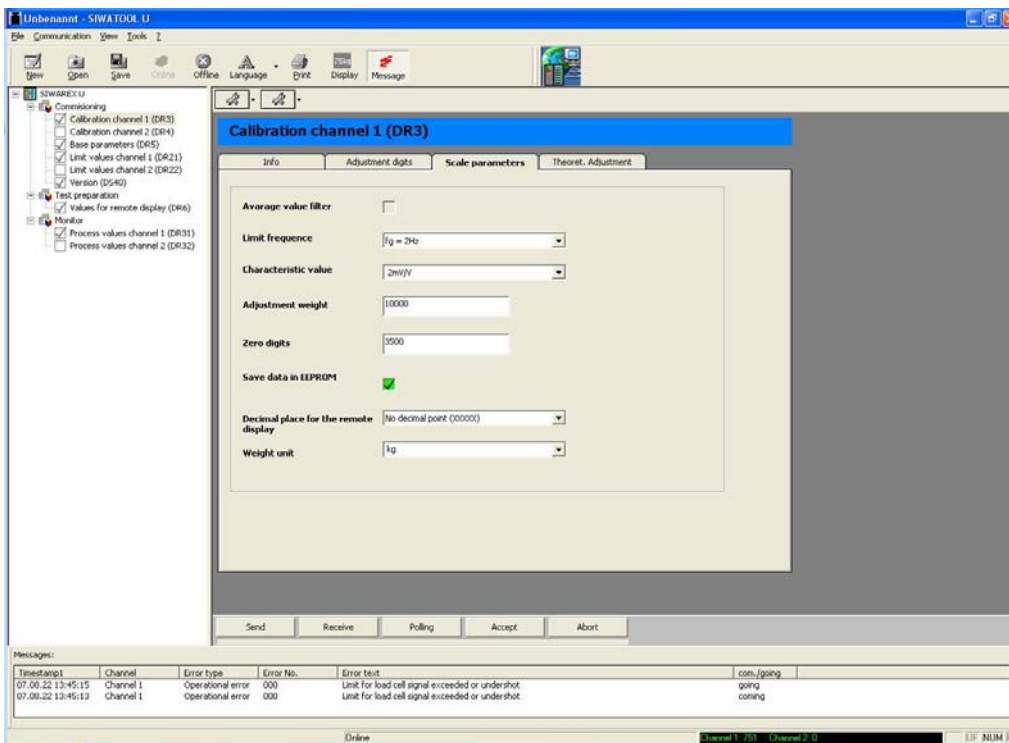 Unbenannt - SIWATOOL U
File Communication View Tools ?
New Open Save Online Offline Language Print Display Message
SIWAREX U
Commisioning
Calibration channel 1 (DR3)
Calibration channel 2 (DR4)
Base parameters (DR5)
Limit values channel 1 (DR21)
Limit values channel 2 (DR22)
Version (DS40)
Test preparation
Values for remote display (DR6)
Monitor
Process values channel 1 (DR31)
Process values channel 2 (DR32)
Calibration channel 1 (DR3)
Info Adjustment digits Scale parameters Theoret. Adjustment
Avarage value filter
Limit frequence fg = 2Hz
Characteristic value 2mV/V
Adjustment weight 10000
Zero digits 3500
Save data in EEPROM
Decimal place for the remote display No decimal point (XXXXX)
Weight unit kg
Send Receive Polling Accept Abort
Messages:
Timestamp1 Channel Error type Error No. Error text com./going
07.08.22 13:45:15 Channel 1 Operational error 000 Limit for load cell signal exceeded or undershot going
07.08.22 13:45:13 Channel 1 Operational error 000 Limit for load cell signal exceeded or undershot coming
Online Channel 1: 751 Channel 2: 0 UF NUM